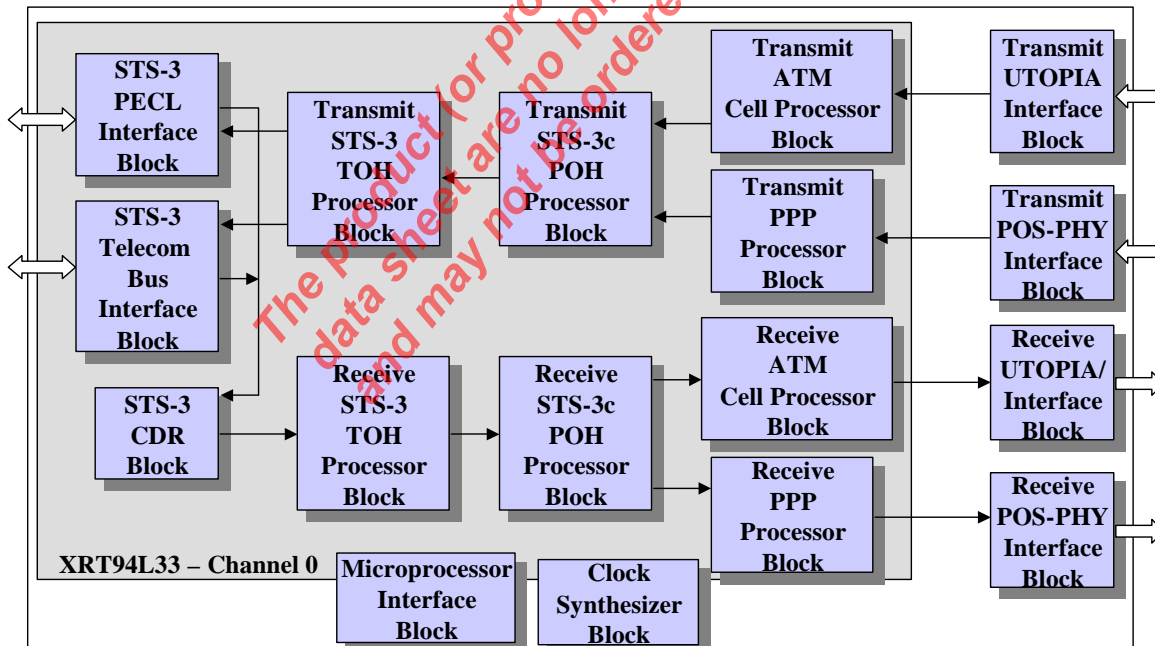 STS-3
PECL
Interface
Block
Transmit
STS-3
TOH
Processor
Block
Transmit
STS-3c
POH
Processor
Block
Transmit
ATM
Cell Processor
Block
Transmit
UTOPIA
Interface
Block
STS-3
Telecom
Bus
Interface
Block
Transmit
PPP
Processor
Block
Transmit
POS-PHY
Interface
Block
STS-3
CDR
Block
Receive
STS-3
TOH
Processor
Block
Receive
STS-3c
POH
Processor
Block
Receive
ATM
Cell Processor
Block
Receive
UTOPIA/
Interface
Block
Receive
PPP
Processor
Block
Receive
POS-PHY
Interface
Block
XRT94L33 – Channel 0
Microprocessor
Interface
Block
Clock
Synthesizer
Block
The product (or
data sheet are no
and may not be